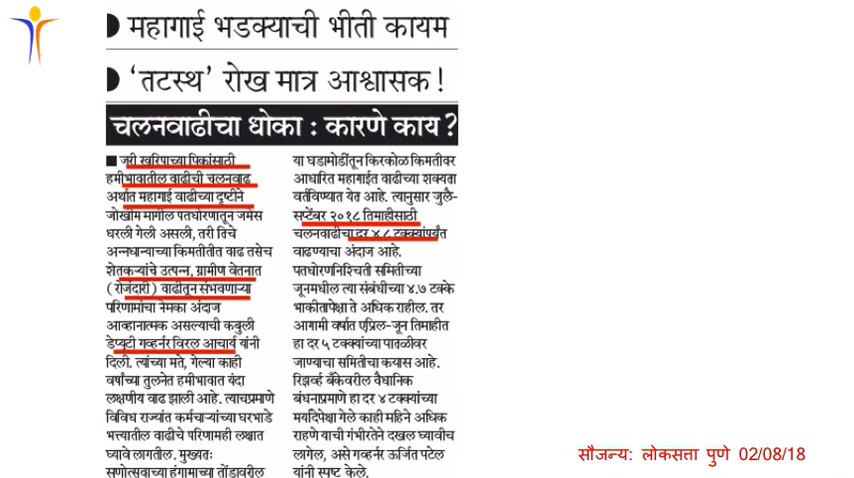 महागाई भडक्याची भीती कायम
‘तटस्थ’ रोख मात्र आश्वासक!
चलनवाढीचा धोका : कारणे काय?
जरी खरिपाच्या पिकांसाठी
हमीभावातील वाढीची चलनवाढ
अर्थात महागाई वाढीच्या दृष्टीने
जोखीम मागील पतधोरणातून जमेस
धरली गेली असली, तरी तिचे
अन्नधान्याच्या किमतीतीत वाढ तसेच
शेतकऱ्यांचे उत्पन्न, ग्रामीण वेतनात
(रोजंदारी) वाढीतून संभवणाऱ्या
परिणामांचा नेमका अंदाज
आव्हानात्मक असल्याची कबुली
डेप्युटी गव्हर्नर विरल आचार्य यांनी
दिली. त्यांच्या मते, गेल्या काही
वर्षांच्या तुलनेत हमीभावात यंदा
लक्षणीय वाढ झाली आहे. त्याचप्रमाणे
विविध राज्यांत कर्मचाऱ्यांच्या घरभाडे
भत्त्यातील वाढीचे परिणामही लक्षात
घ्यावे लागतील. मुख्यतः
सणोत्सवाच्या हंगामाच्या तोंडावरील
या घडामोडींतून किरकोळ किमतीवर
आधारित महागाईत वाढीच्या शक्यता
वर्तविण्यात येत आहे. त्यानुसार जुलै-
सप्टेंबर २०१८ तिमाहीसाठी
चलनवाढीचा दर ४.८ टक्क्यांपर्यंत
वाढण्याचा अंदाज आहे.
पतधोरणनिश्चिती समितीच्या
जूनमधील त्या संबंधीच्या ४.७ टक्के
भाकीतापेक्षा ते अधिक राहील. तर
आगामी वर्षात एप्रिल-जून तिमाहीत
हा दर ५ टक्क्यांच्या पातळीवर
जाण्याचा समितीचा कयास आहे.
रिझर्व्ह बँकेवरील वैधानिक
बंधनाप्रमाणे हा दर ४ टक्क्यांच्या
मर्यादेपेक्षा गेले काही महिने अधिक
राहणे याची गंभीरतेने दखल घ्यावीच
लागेल, असे गव्हर्नर ऊर्जित पटेल
यांनी स्पष्ट केले.
सौजन्य: लोकसत्ता पुणे 02/08/18